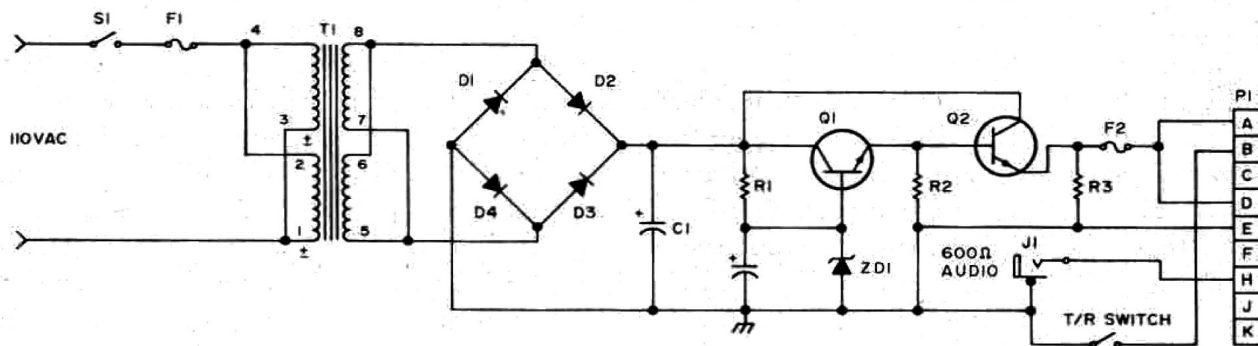 S1
F1
4
T1
8
D1
D2
P1
3
±
7
110VAC
2
6
Q1
Q2
F2
A
B
C
D
E
F
H
J
K
R1
R2
R3
D4
D3
+
C1
1
±
5
+
ZD1
600Ω
AUDIO
J1
T/R SWITCH